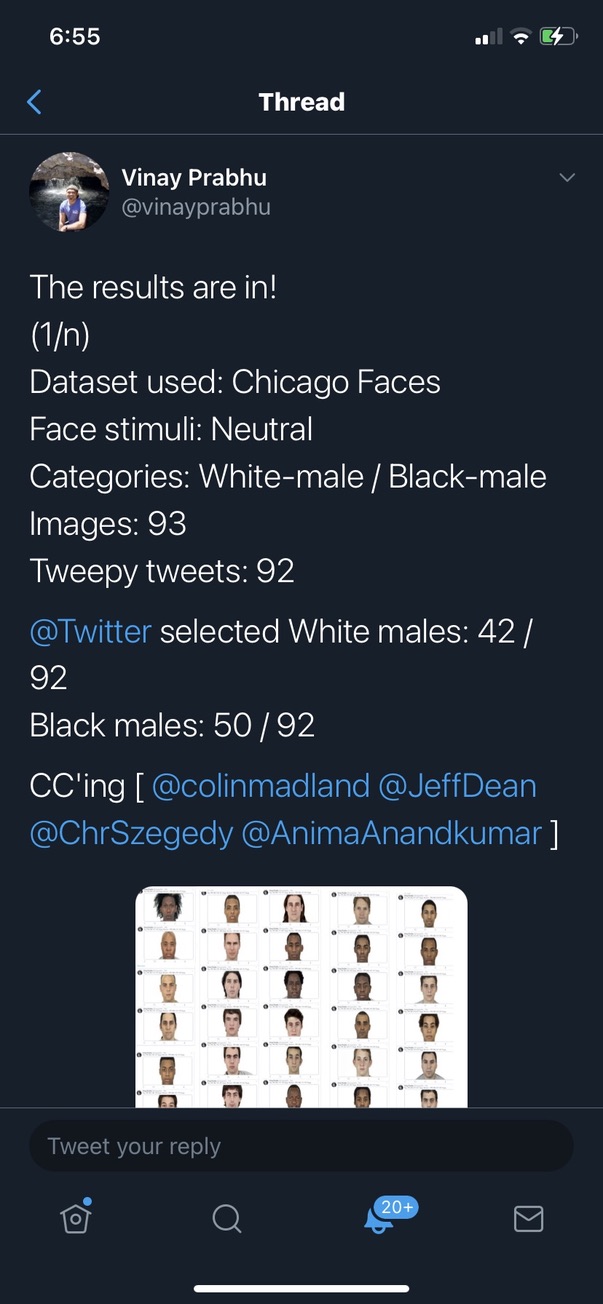 6:55
Thread
Vinay Prabhu
@vinayprabhu
The results are in!
(1/n)
Dataset used: Chicago Faces
Face stimuli: Neutral
Categories: White-male / Black-male
Images: 93
Tweepy tweets: 92
@Twitter selected White males: 42 /
92
Black males: 50 / 92
CC'ing [ @colinmadland @JeffDean
@ChrSzegedy @AnimaAnandkumar ]
Tweet your reply
20+